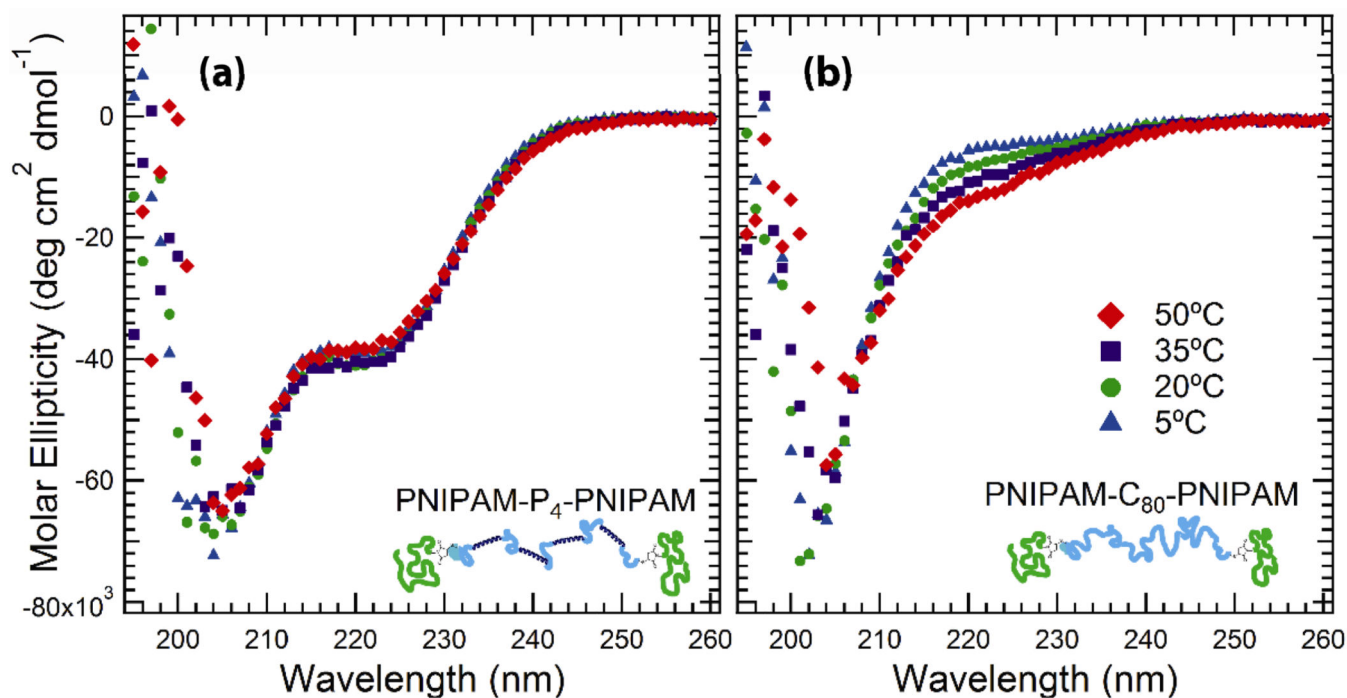 (a)
(b)
Molar Ellipticity (deg cm² dmol⁻¹)
0
-20
-40
-60
-80x10³
PNIPAM-P₄-PNIPAM
PNIPAM-C₈₀-PNIPAM
50ºC
35ºC
20ºC
5ºC
200 210 220 230 240 250 260
200 210 220 230 240 250 260
Wavelength (nm)
Wavelength (nm)